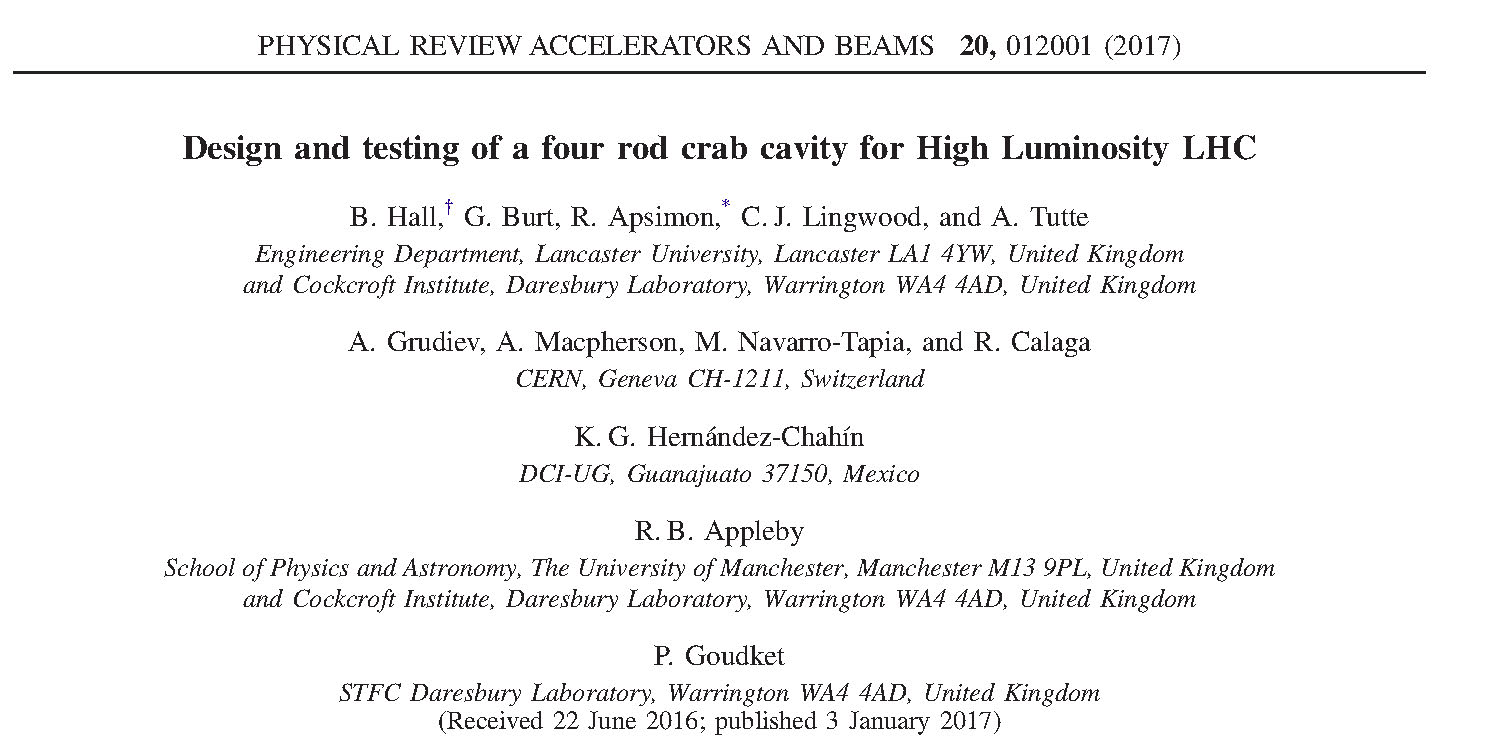 PHYSICAL REVIEW ACCELERATORS AND BEAMS 20, 012001 (2017)
Design and testing of a four rod crab cavity for High Luminosity LHC
B. Hall,† G. Burt, R. Apsimon,* C. J. Lingwood, and A. Tutte
Engineering Department, Lancaster University, Lancaster LA1 4YW, United Kingdom
and Cockcroft Institute, Daresbury Laboratory, Warrington WA4 4AD, United Kingdom
A. Grudiev, A. Macpherson, M. Navarro-Tapia, and R. Calaga
CERN, Geneva CH-1211, Switzerland
K. G. Hernández-Chahín
DCI-UG, Guanajuato 37150, Mexico
R. B. Appleby
School of Physics and Astronomy, The University of Manchester, Manchester M13 9PL, United Kingdom
and Cockcroft Institute, Daresbury Laboratory, Warrington WA4 4AD, United Kingdom
P. Goudket
STFC Daresbury Laboratory, Warrington WA4 4AD, United Kingdom
(Received 22 June 2016; published 3 January 2017)